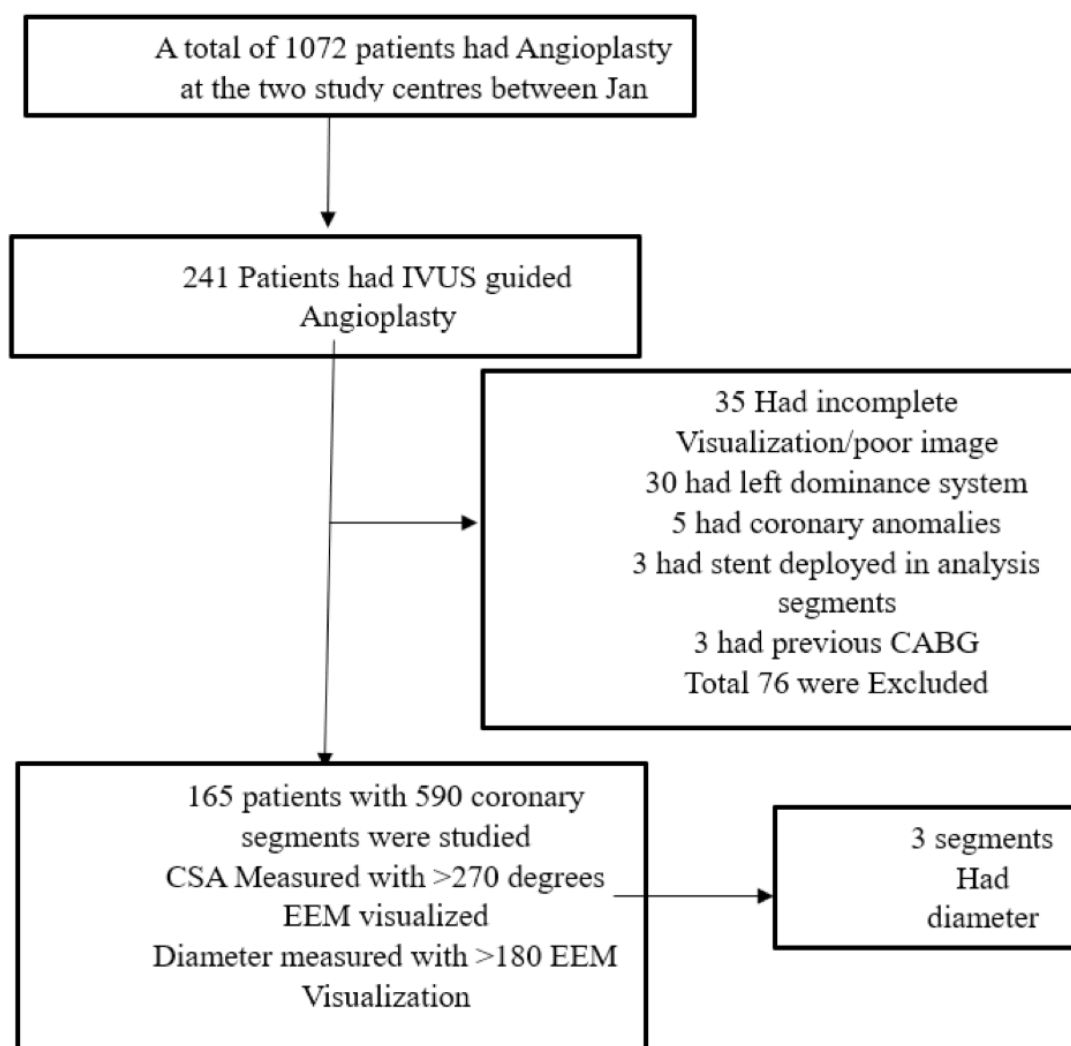 A total of 1072 patients had Angioplasty
at the two study centres between Jan
241 Patients had IVUS guided
Angioplasty
35 Had incomplete
Visualization/poor image
30 had left dominance system
5 had coronary anomalies
3 had stent deployed in analysis
segments
3 had previous CABG
Total 76 were Excluded
165 patients with 590 coronary
segments were studied
CSA Measured with >270 degrees
EEM visualized
Diameter measured with >180 EEM
Visualization
3 segments
Had
diameter